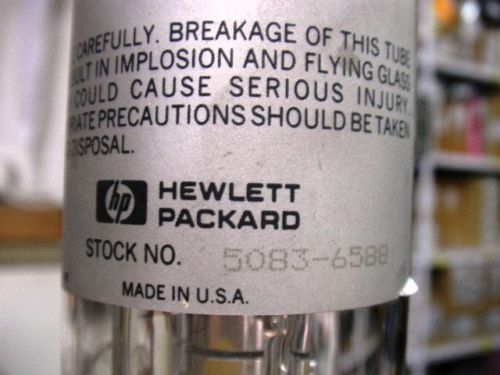 CAREFULLY. BREAKAGE OF THIS TUBE
IN IMPLOSION AND FLYING GLASS
COULD CAUSE SERIOUS INJURY.
PRECAUTIONS SHOULD BE TAKEN
DISPOSAL.
hp HEWLETT
PACKARD
STOCK NO. 5083-6588
MADE IN U.S.A.